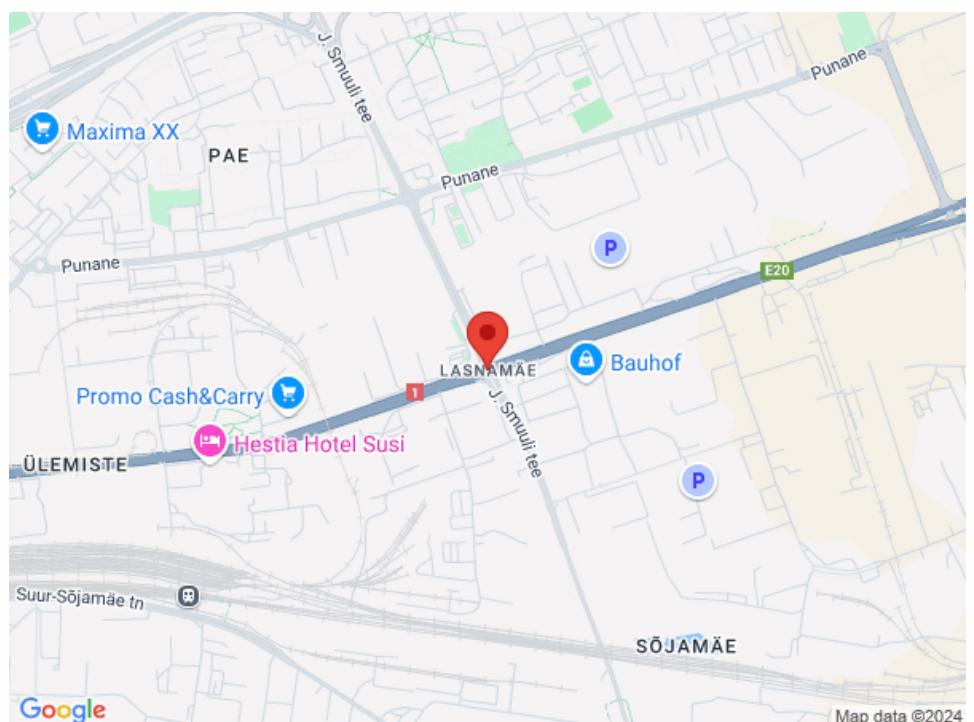 J. Smuuli tee
Punane
Maxima XX
PAE
Punane
Punane
P
E20
LASNAMÄE
Bauhof
1
Promo Cash&Carry
Hestia Hotel Susi
J. Smuuli tee
ÜLEMISTE
P
Suur-Sõjamäe tn
SÕJAMÄE
Google
Map data ©2024